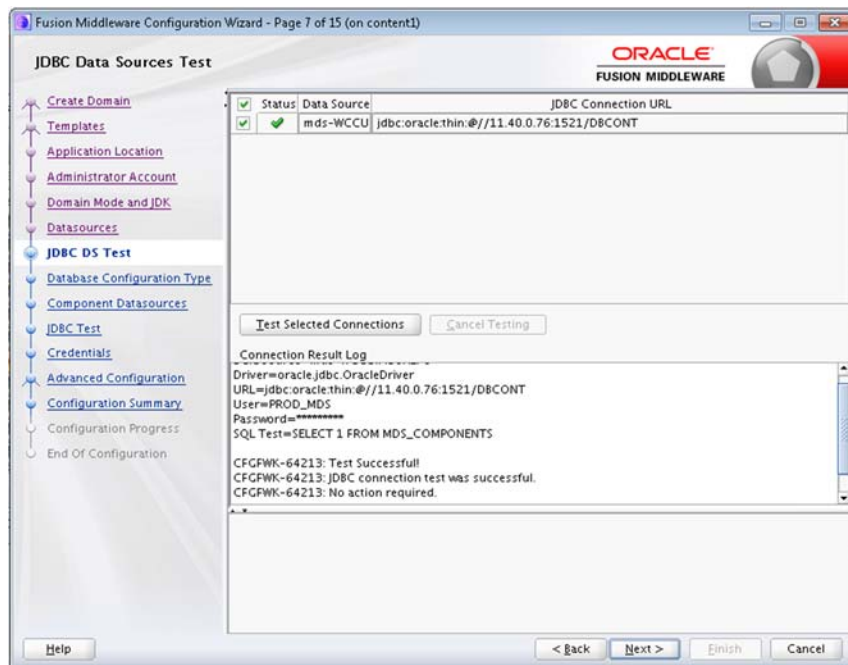 Fusion Middleware Configuration Wizard - Page 7 of 15 (on content1)
JDBC Data Sources Test
ORACLE
FUSION MIDDLEWARE
Create Domain
Templates
Application Location
Administrator Account
Domain Mode and JDK
Datasources
JDBC DS Test
Database Configuration Type
Component Datasources
JDBC Test
Credentials
Advanced Configuration
Configuration Summary
Configuration Progress
End Of Configuration
Status Data Source JDBC Connection URL
mds-WCCU jdbc:oracle:thin:@//11.40.0.76:1521/DBCONT
Test Selected Connections Cancel Testing
Connection Result Log
Driver=oracle.jdbc.OracleDriver
URL=jdbc:oracle:thin:@//11.40.0.76:1521/DBCONT
User=PROD_MDS
Password=*********
SQL Test=SELECT 1 FROM MDS_COMPONENTS
CFGFWK-64213: Test Successful!
CFGFWK-64213: JDBC connection test was successful.
CFGFWK-64213: No action required.
Help < Back Next > Finish Cancel